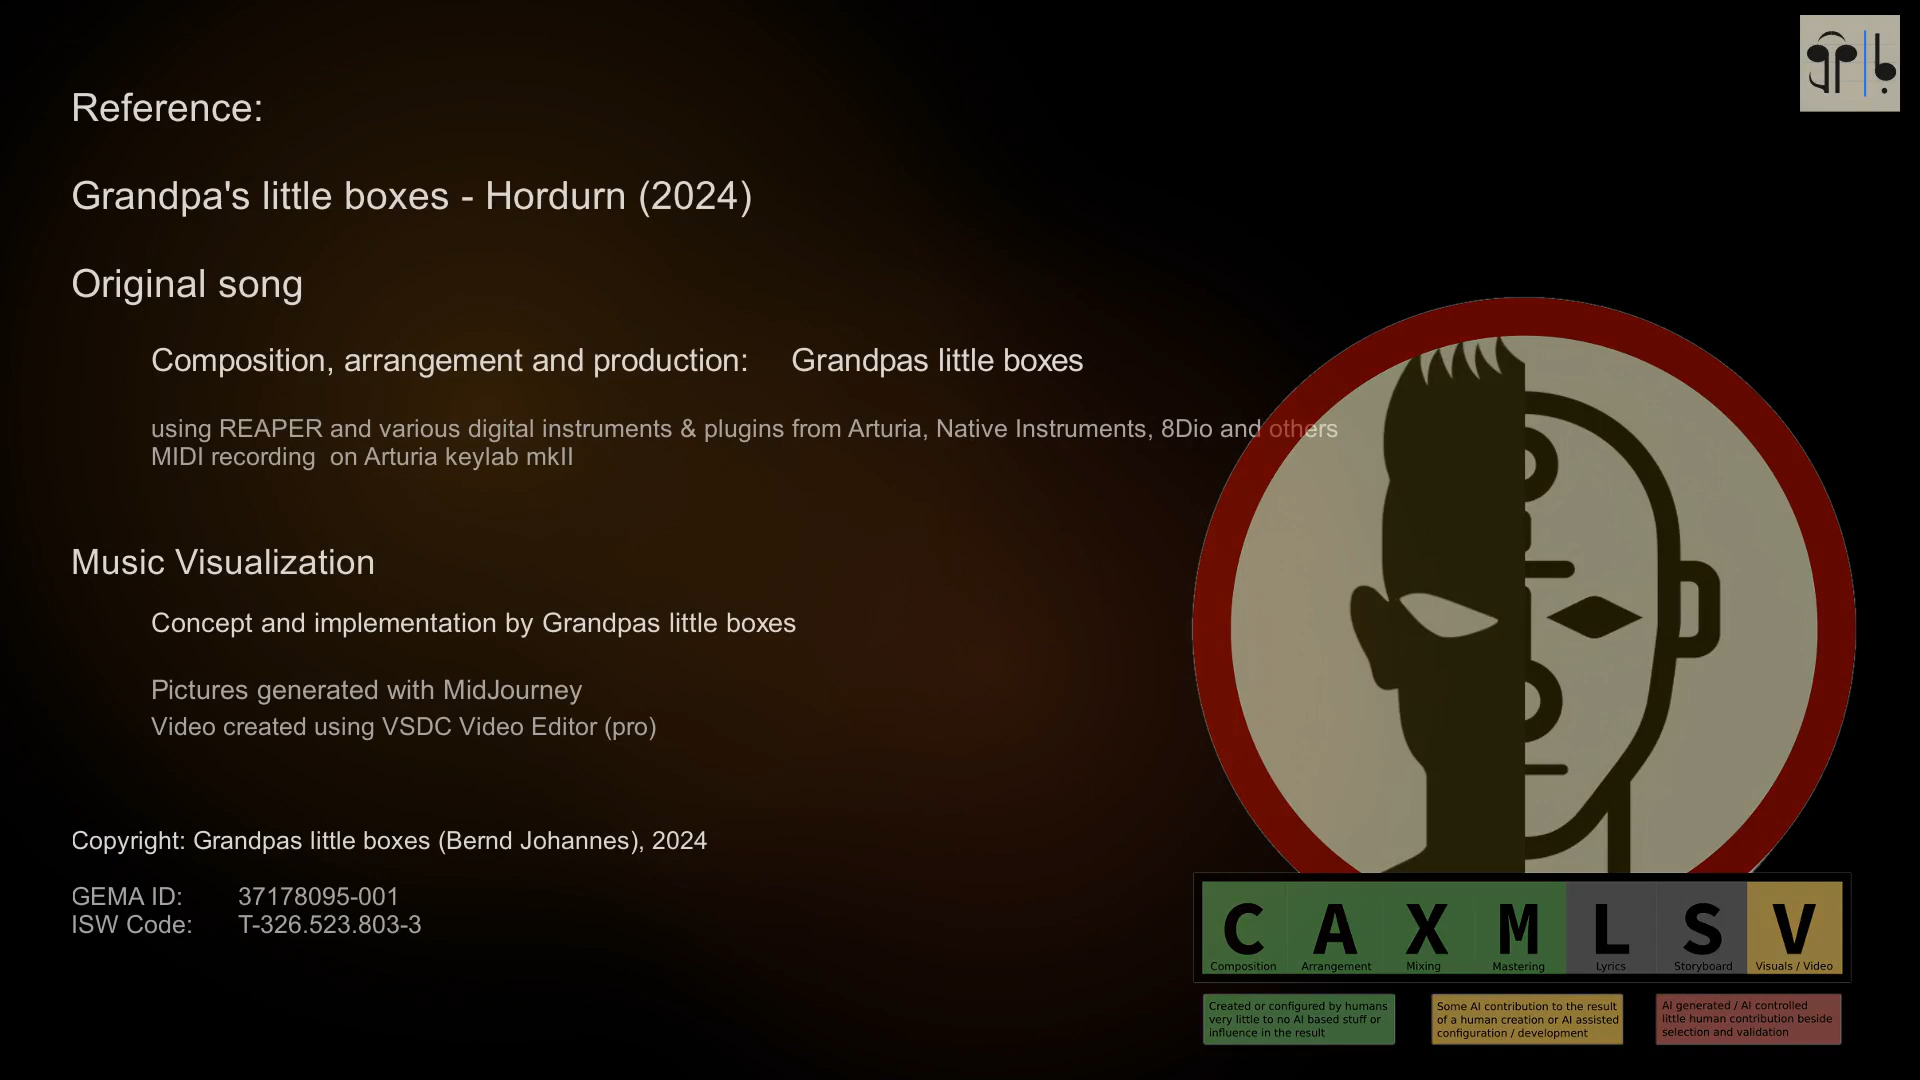 Reference:
Grandpa's little boxes - Hordurn (2024)
Original song
Composition, arrangement and production: Grandpas little boxes
using REAPER and various digital instruments & plugins from Arturia, Native Instruments, 8Dio and others
MIDI recording  on Arturia keylab mkII
Music Visualization
Concept and implementation by Grandpas little boxes
Pictures generated with MidJourney
Video created using VSDC Video Editor (pro)
Copyright: Grandpas little boxes (Bernd Johannes), 2024
GEMA ID: 37178095-001
ISW Code: T-326.523.803-3
C A X M L S V
Composition Arrangement Mixing Mastering Lyrics Storyboard Visuals / Video
Created or configured by humans
very little to no AI based stuff or
influence in the result
Some AI contribution to the result
of a human creation or AI assisted
configuration / development
AI generated / AI controlled
little human contribution beside
selection and validation